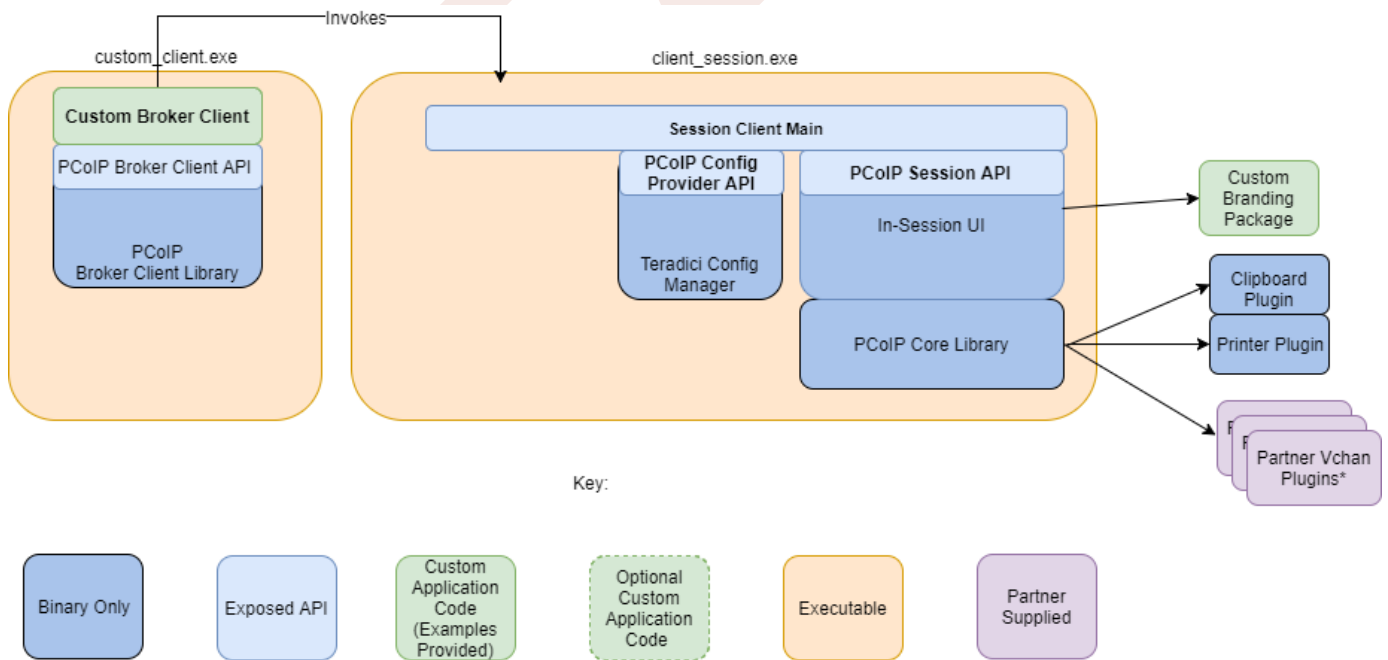 Invokes
custom_client.exe
client_session.exe
Custom Broker Client
PCoIP Broker Client API
PCoIP
Broker Client Library
Session Client Main
PCoIP Config
Provider API
Teradici Config
Manager
PCoIP Session API
In-Session UI
PCoIP Core Library
Custom
Branding
Package
Clipboard
Plugin
Printer Plugin
Partner Vchan
Plugins*
Key:
Binary Only
Exposed API
Custom
Application
Code
(Examples
Provided)
Optional
Custom
Application
Code
Executable
Partner
Supplied